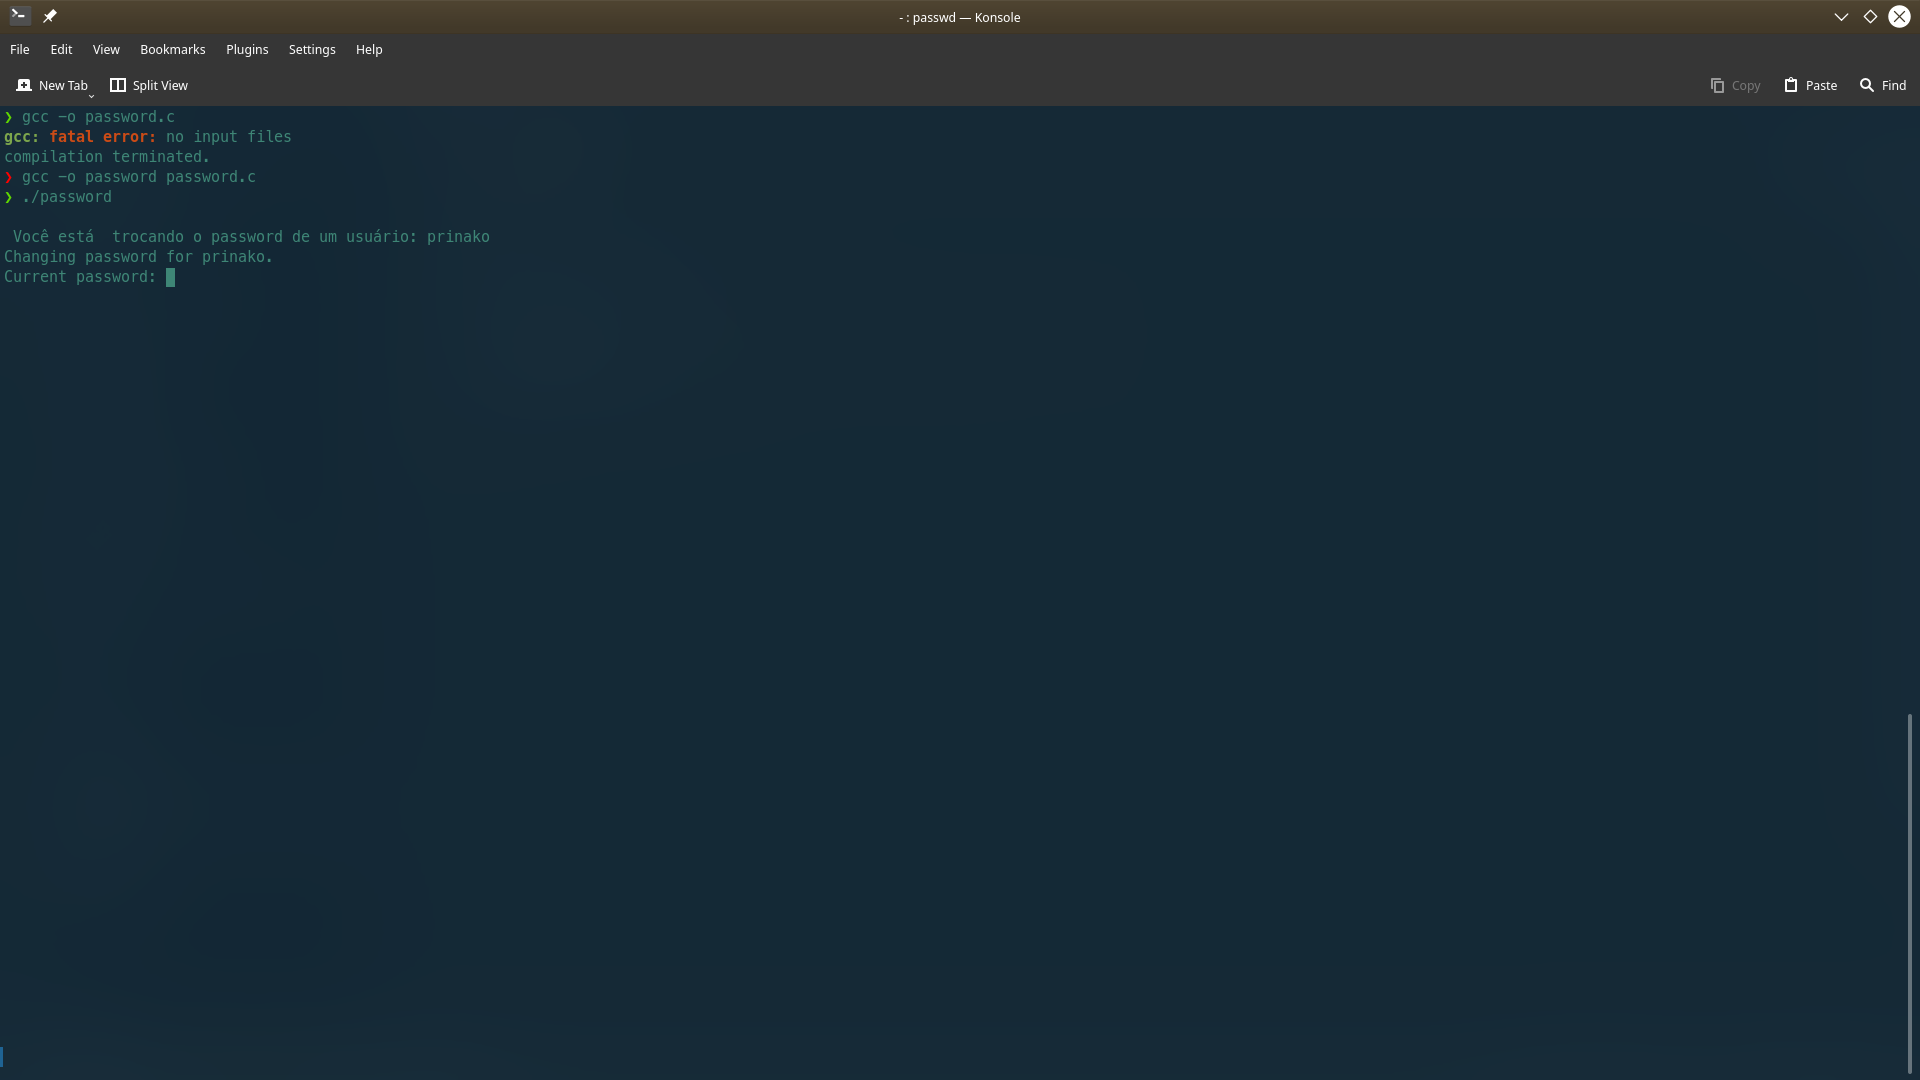 - : passwd — Konsole
File Edit View Bookmarks Plugins Settings Help
New Tab Split View Copy Paste Find
❯ gcc -o password.c
gcc: fatal error: no input files
compilation terminated.
❯ gcc -o password password.c
❯ ./password
Você está  trocando o password de um usuário: prinako
Changing password for prinako.
Current password: